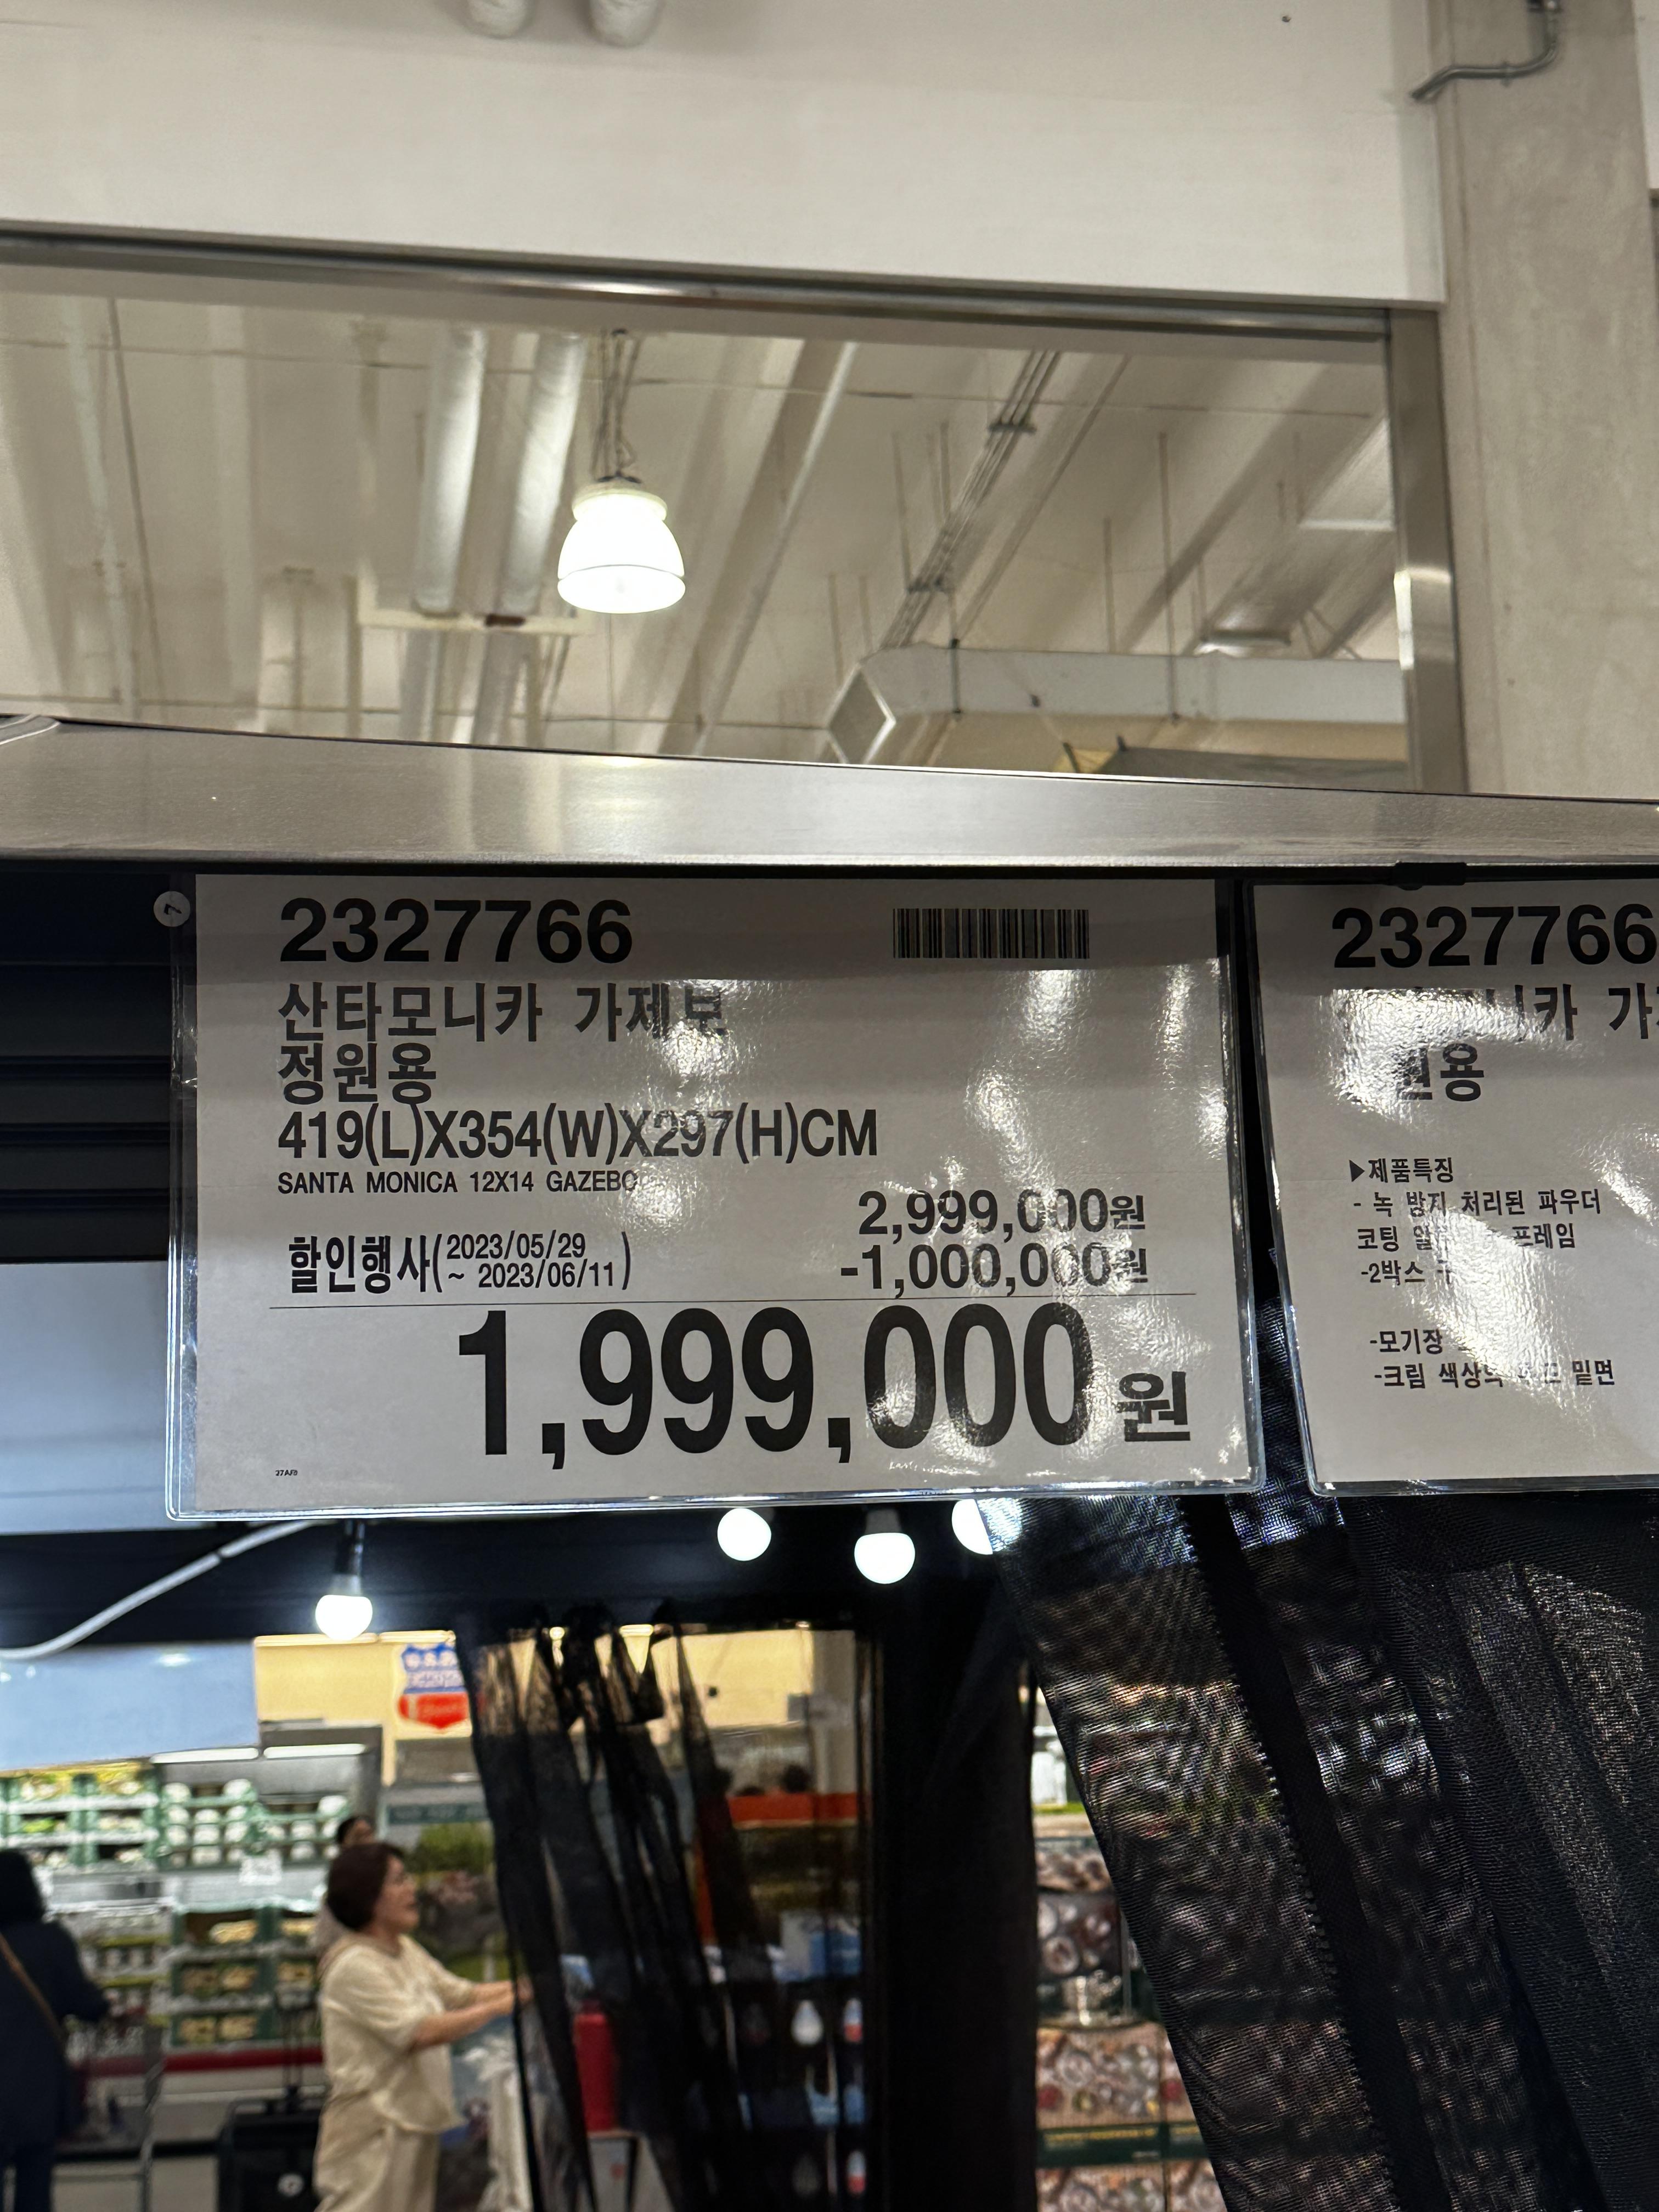 2327766
산타모니카 가제보
정원용
419(L)X354(W)X297(H)CM
SANTA MONICA 12X14 GAZEBO
2,999,000원
할인행사(2023/05/29 ~ 2023/06/11)
-1,000,000원
1,999,000원
2327766
▶제품특징
- 녹 방지 처리된 파우더
코팅 프레임
-2박스
-모기장
-크림 색상의 밑면